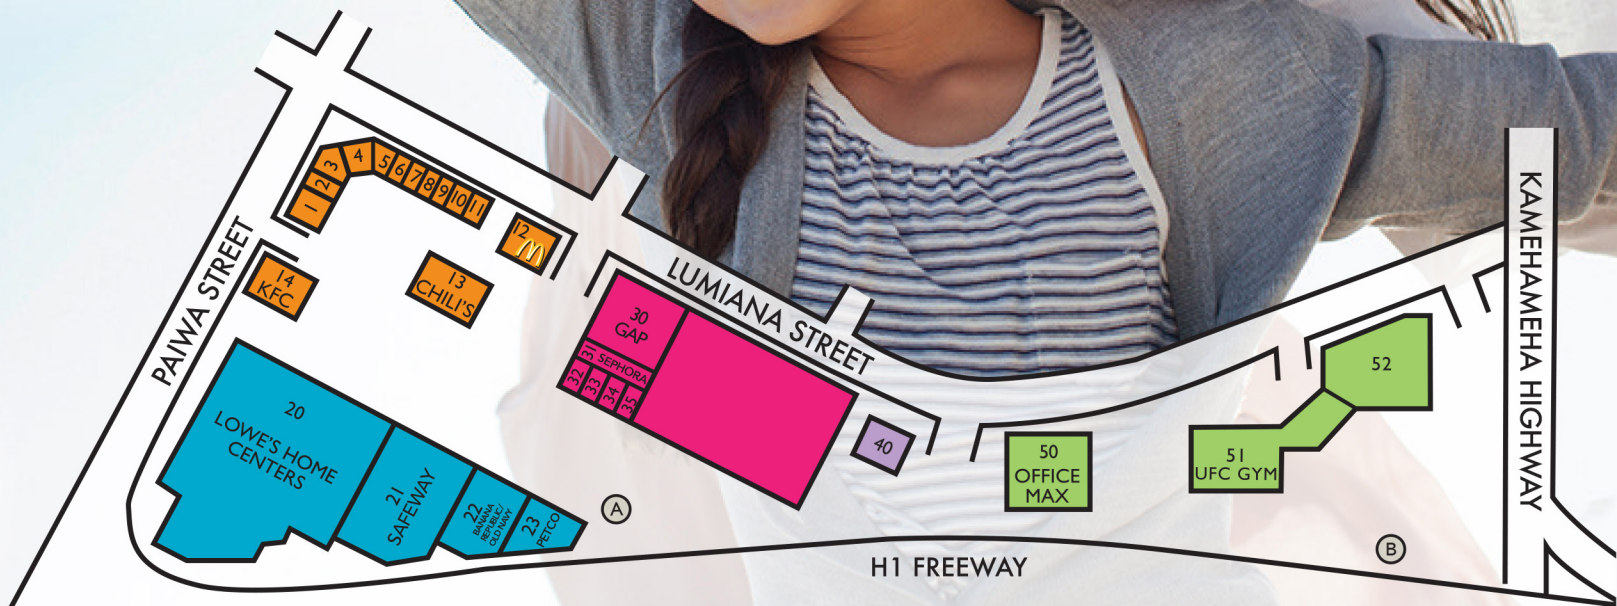 1
2
3
4
5
6
7
8
9
10
11
12
13
CHILI'S
14
KFC
PAIWA STREET
LUMIANA STREET
KAMEHAMEHA HIGHWAY
H1 FREEWAY
20
LOWE'S HOME
CENTERS
21
SAFEWAY
22
BANANA
REPUBLIC/
OLD NAVY
23
PETCO
30
GAP
31 SEPHORA
32
33
34
35
40
50
OFFICE
MAX
51
UFC GYM
52
A
B